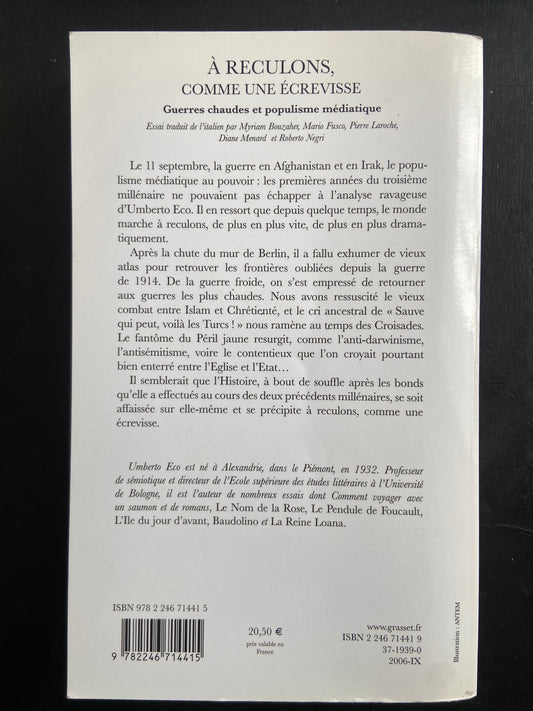 À RECULONS,
COMME UNE ÉCREVISSE
Guerres chaudes et populisme médiatique
Essai traduit de l'italien par Myriam Bouzaher, Mario Fusco, Pierre Laroche,
Diane Menard et Roberto Negri
Le 11 septembre, la guerre en Afghanistan et en Irak, le popu-
lisme médiatique au pouvoir : les premières années du troisième
millénaire ne pouvaient pas échapper à l'analyse ravageuse
d'Umberto Eco. Il en ressort que depuis quelque temps, le monde
marche à reculons, de plus en plus vite, de plus en plus drama-
tiquement.
Après la chute du mur de Berlin, il a fallu exhumer de vieux
atlas pour retrouver les frontières oubliées depuis la guerre
de 1914. De la guerre froide, on s'est empressé de retourner
aux guerres les plus chaudes. Nous avons ressuscité le vieux
combat entre Islam et Chrétienté, et le cri ancestral de « Sauve
qui peut, voilà les Turcs ! » nous ramène au temps des Croisades.
Le fantôme du Péril jaune resurgit, comme l'anti-darwinisme,
l'antisémitisme, voire le contentieux que l'on croyait pourtant
bien enterré entre l'Eglise et l'Etat...
Il semblerait que l'Histoire, à bout de souffle après les bonds
qu'elle a effectués au cours des deux précédents millénaires, se soit
affaissée sur elle-même et se précipite à reculons, comme une
écrevisse.
Umberto Eco est né à Alexandrie, dans le Piémont, en 1932. Professeur
de sémiotique et directeur de l'Ecole supérieure des études littéraires à l'Université
de Bologne, il est l'auteur de nombreux essais dont Comment voyager avec
un saumon et de romans, Le Nom de la Rose, Le Pendule de Foucault,
L'Ile du jour d'avant, Baudolino et La Reine Loana.
ISBN 978 2 246 71441 5
9 782246 714415
20,50 €
prix valable en
France
www.grasset.fr
ISBN 2 246 71441 9
37-1939-0
2006-IX
Illustration : ANTEM